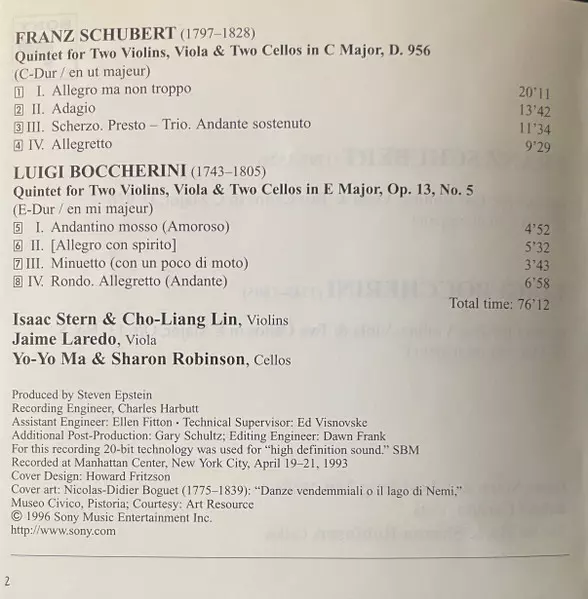 FRANZ SCHUBERT (1797–1828)
Quintet for Two Violins, Viola & Two Cellos in C Major, D. 956
(C-Dur / en ut majeur)
1 I. Allegro ma non troppo 20'11
2 II. Adagio 13'42
3 III. Scherzo. Presto – Trio. Andante sostenuto 11'34
4 IV. Allegretto 9'29
LUIGI BOCCHERINI (1743–1805)
Quintet for Two Violins, Viola & Two Cellos in E Major, Op. 13, No. 5
(E-Dur / en mi majeur)
5 I. Andantino mosso (Amoroso) 4'52
6 II. [Allegro con spirito] 5'32
7 III. Minuetto (con un poco di moto) 3'43
8 IV. Rondo. Allegretto (Andante) 6'58
Total time: 76'12
Isaac Stern & Cho-Liang Lin, Violins
Jaime Laredo, Viola
Yo-Yo Ma & Sharon Robinson, Cellos
Produced by Steven Epstein
Recording Engineer, Charles Harbutt
Assistant Engineer: Ellen Fitton · Technical Supervisor: Ed Visnovske
Additional Post-Production: Gary Schultz; Editing Engineer: Dawn Frank
For this recording 20-bit technology was used for “high definition sound.” SBM
Recorded at Manhattan Center, New York City, April 19–21, 1993
Cover Design: Howard Fritzson
Cover art: Nicolas-Didier Boguet (1775–1839): “Danze vendemmiali o il lago di Nemi,”
Museo Civico, Pistoria; Courtesy: Art Resource
© 1996 Sony Music Entertainment Inc.
http://www.sony.com
2